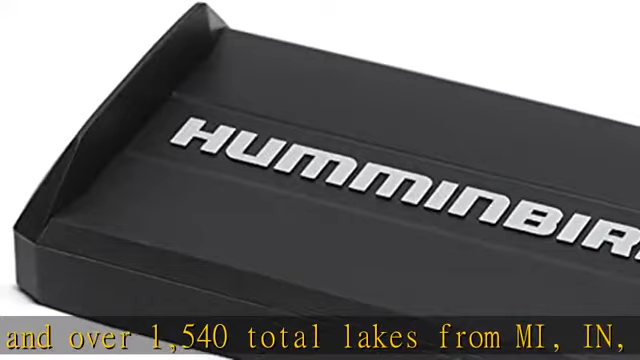 HUMMINBIR
and over 1,540 total lakes from MI, IN,